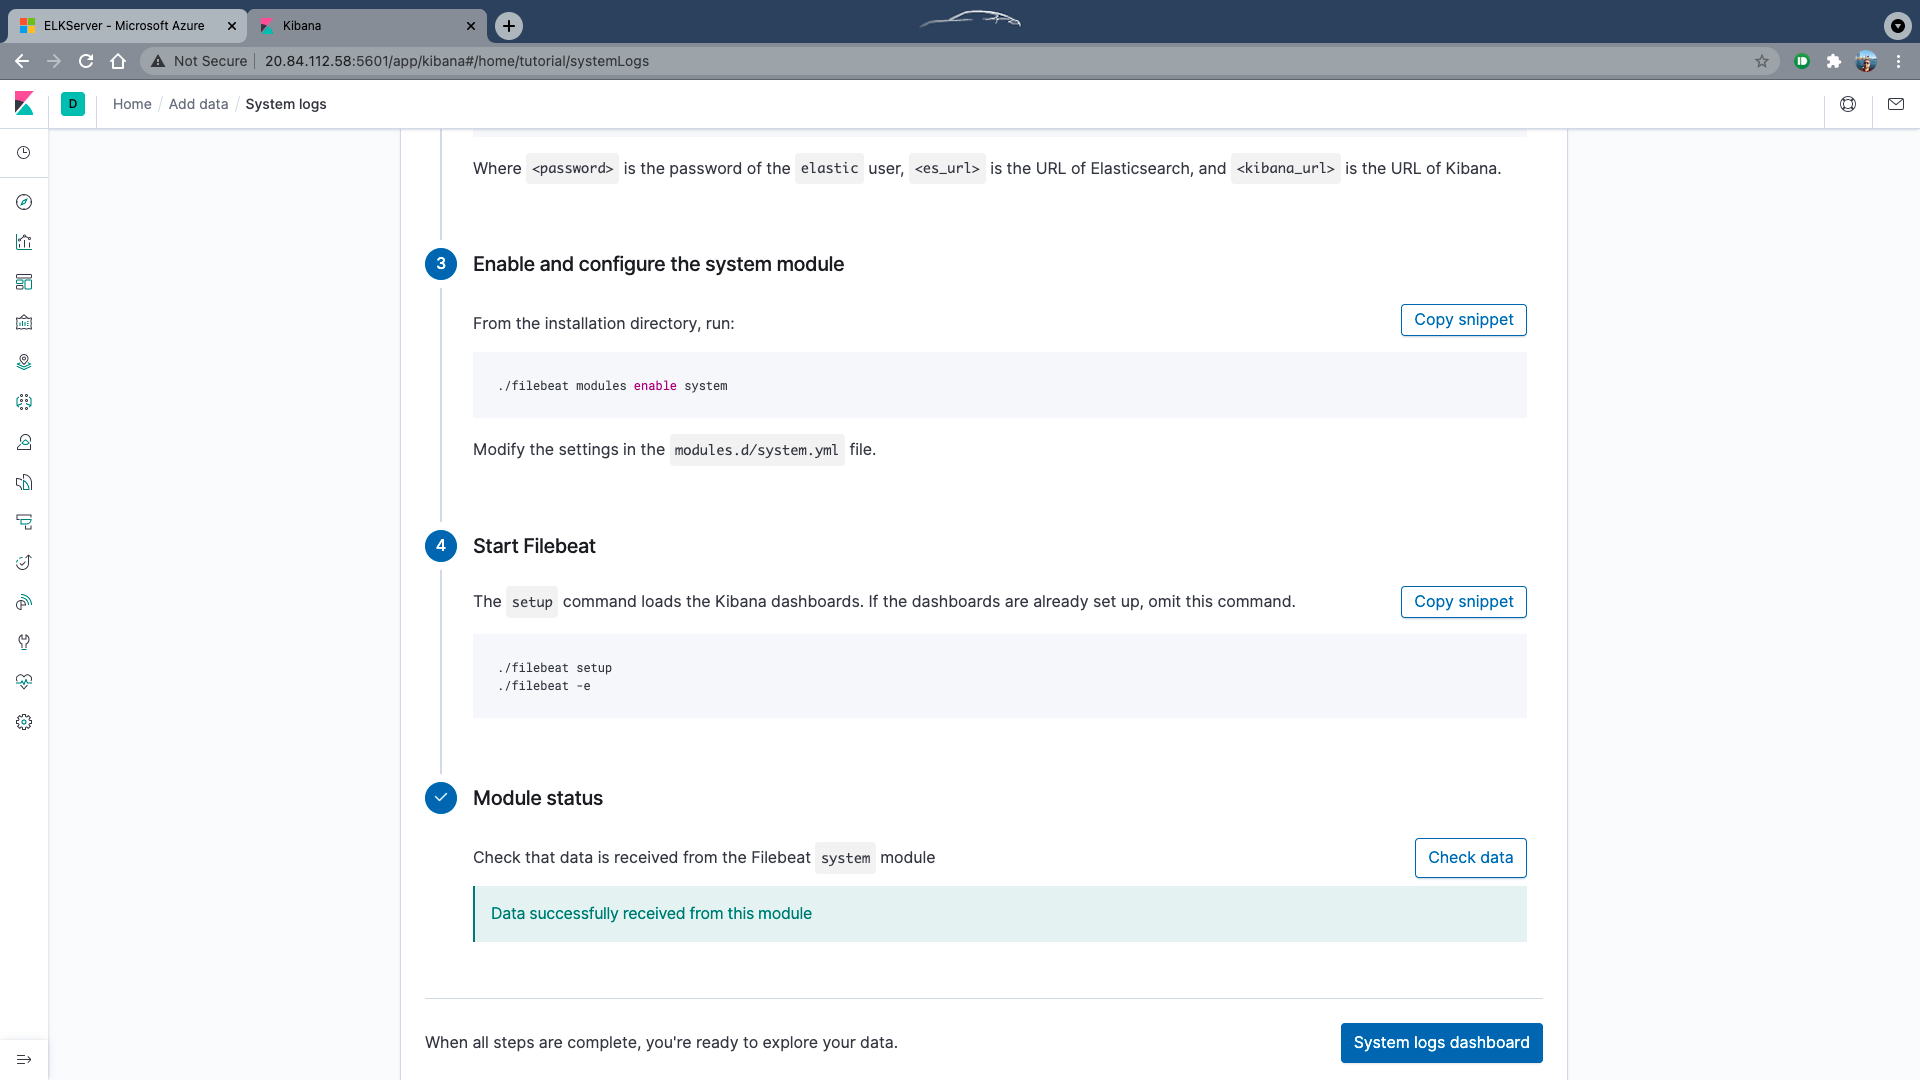 ELKServer - Microsoft Azure
Kibana
Not Secure
20.84.112.58:5601/app/kibana#/home/tutorial/systemLogs
D
Home / Add data / System logs
Where <password> is the password of the elastic user, <es_url> is the URL of Elasticsearch, and <kibana_url> is the URL of Kibana.
3
Enable and configure the system module
From the installation directory, run:
Copy snippet
./filebeat modules enable system
Modify the settings in the modules.d/system.yml file.
4
Start Filebeat
The setup command loads the Kibana dashboards. If the dashboards are already set up, omit this command.
Copy snippet
./filebeat setup
./filebeat -e
Module status
Check that data is received from the Filebeat system module
Check data
Data successfully received from this module
When all steps are complete, you're ready to explore your data.
System logs dashboard